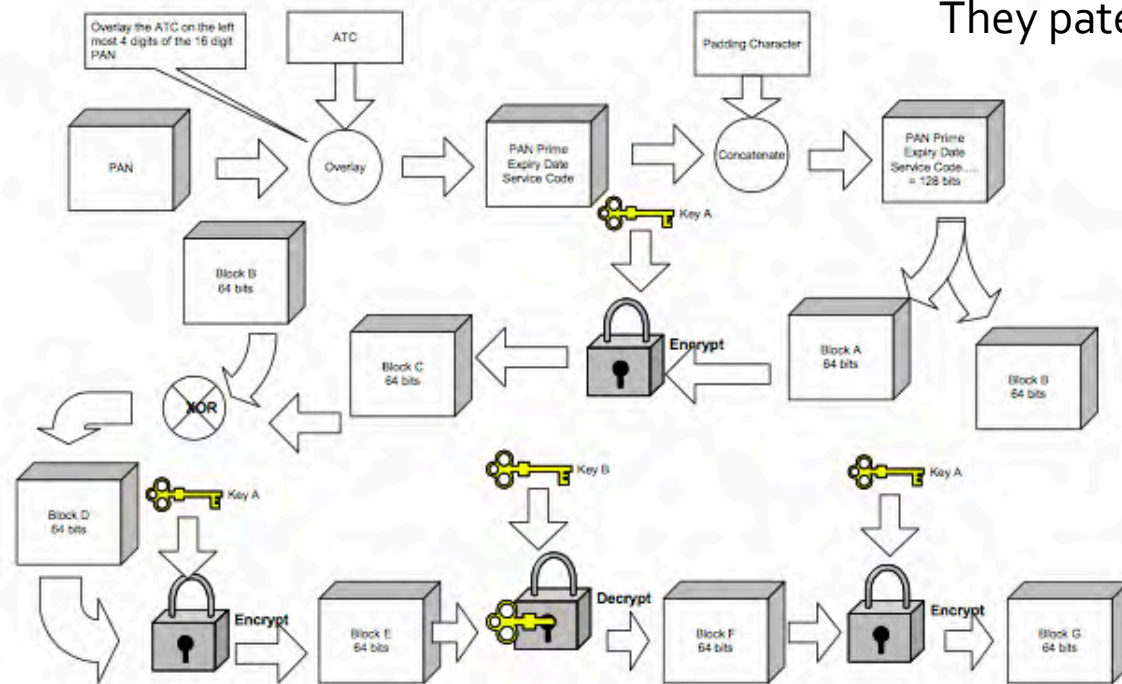 They pate
Overlay the ATC on the left
most 4 digits of the 16 digit
PAN
ATC
Padding Character
PAN
Overlay
PAN Prime
Expiry Date
Service Code
Concatenate
PAN Prime
Expiry Date
Service Code.....
= 128 bits
Key A
Block B
64 bits
Block C
64 bits
Encrypt
Block A
64 bits
Block B
64 bits
XOR
Block D
64 bits
Key A
Key B
Key A
Encrypt
Block E
64 bits
Decrypt
Block F
64 bits
Encrypt
Block G
64 bits